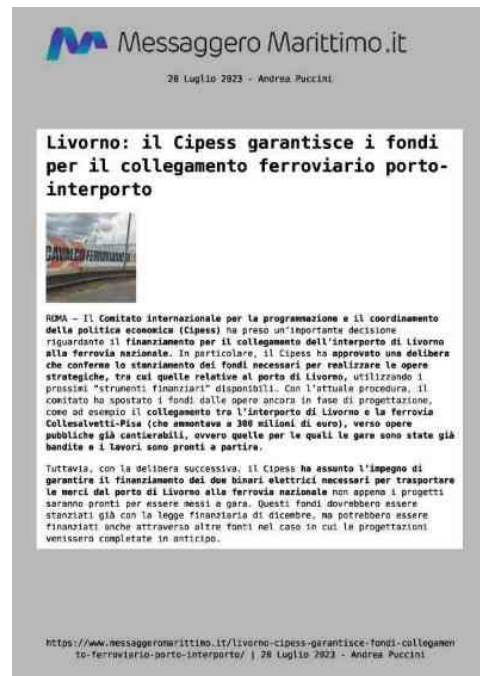 Messaggero Marittimo.it
28 Luglio 2023 - Andrea Puccini
Livorno: il Cipess garantisce i fondi
per il collegamento ferroviario porto-
interporto
CAVALCO FERROVIARIO
ROMA – Il Comitato internazionale per la programmazione e il coordinamento
della politica economica (Cipess) ha preso un'importante decisione
riguardante il finanziamento per il collegamento dell'interporto di Livorno
alla ferrovia nazionale. In particolare, il Cipess ha approvato una delibera
che conferma lo stanziamento dei fondi necessari per realizzare le opere
strategiche, tra cui quelle relative al porto di Livorno, utilizzando i
prossimi "strumenti finanziari" disponibili. Con l'attuale procedura, il
comitato ha spostato i fondi dalle opere ancora in fase di progettazione,
come ad esempio il collegamento tra l'interporto di Livorno e la ferrovia
Collesalvetti-Pisa (che ammontava a 300 milioni di euro), verso opere
pubbliche già cantierabili, ovvero quelle per le quali le gare sono state già
bandite e i lavori sono pronti a partire.
Tuttavia, con la delibera successiva, il Cipess ha assunto l'impegno di
garantire il finanziamento dei due binari elettrici necessari per trasportare
le merci dal porto di Livorno alla ferrovia nazionale non appena i progetti
saranno pronti per essere messi a gara. Questi fondi dovrebbero essere
stanziati già con la legge finanziaria di dicembre, ma potrebbero essere
finanziati anche attraverso altre fonti nel caso in cui le progettazioni
venissero completate in anticipo.
https://www.messaggeromarittimo.it/livorno-cipess-garantisce-fondi-collegamen
to-ferroviario-porto-interporto/ | 28 Luglio 2023 - Andrea Puccini